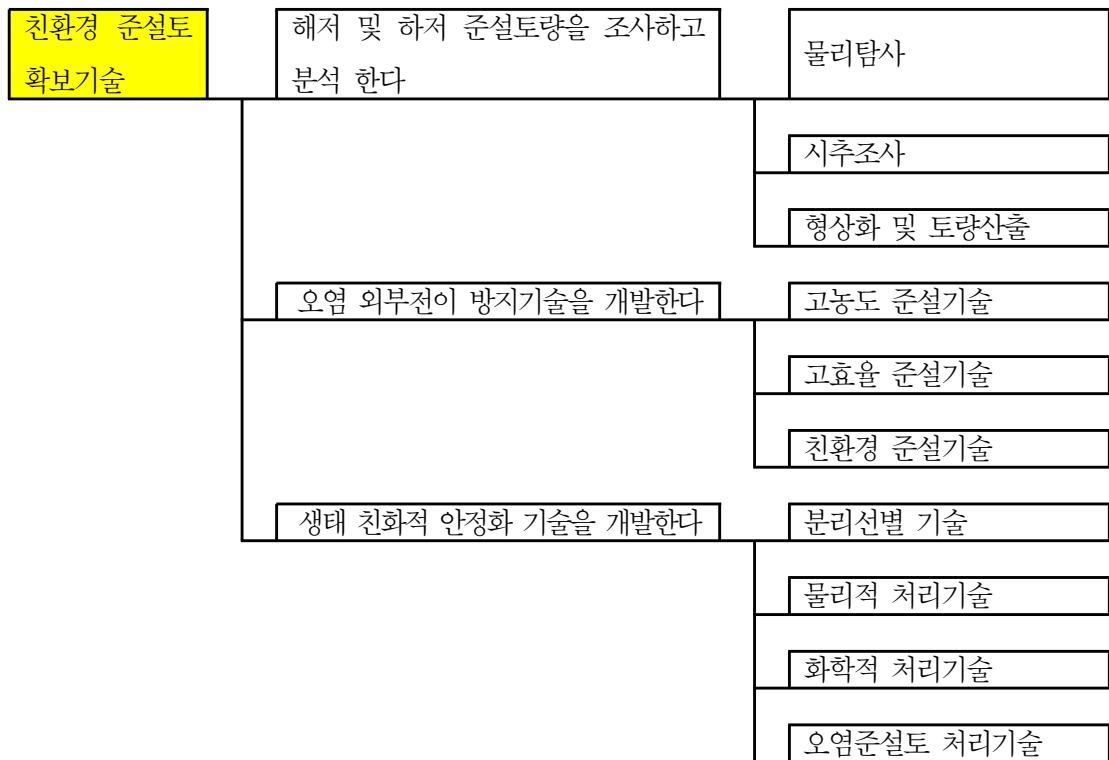 친환경 준설토
확보기술
해저 및 하저 준설토량을 조사하고
분석 한다
물리탐사
시추조사
형상화 및 토량산출
오염 외부전이 방지기술을 개발한다
고농도 준설기술
고효율 준설기술
친환경 준설기술
생태 친화적 안정화 기술을 개발한다
분리선별 기술
물리적 처리기술
화학적 처리기술
오염준설토 처리기술